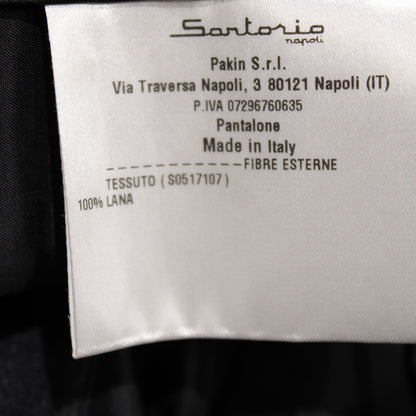 Sartorio
napoli
Pakin S.r.l.
Via Traversa Napoli, 3 80121 Napoli (IT)
P.IVA 07296760635
Pantalone
Made in Italy
--------------FIBRE ESTERNE
TESSUTO ( S0517107 )
100% LANA